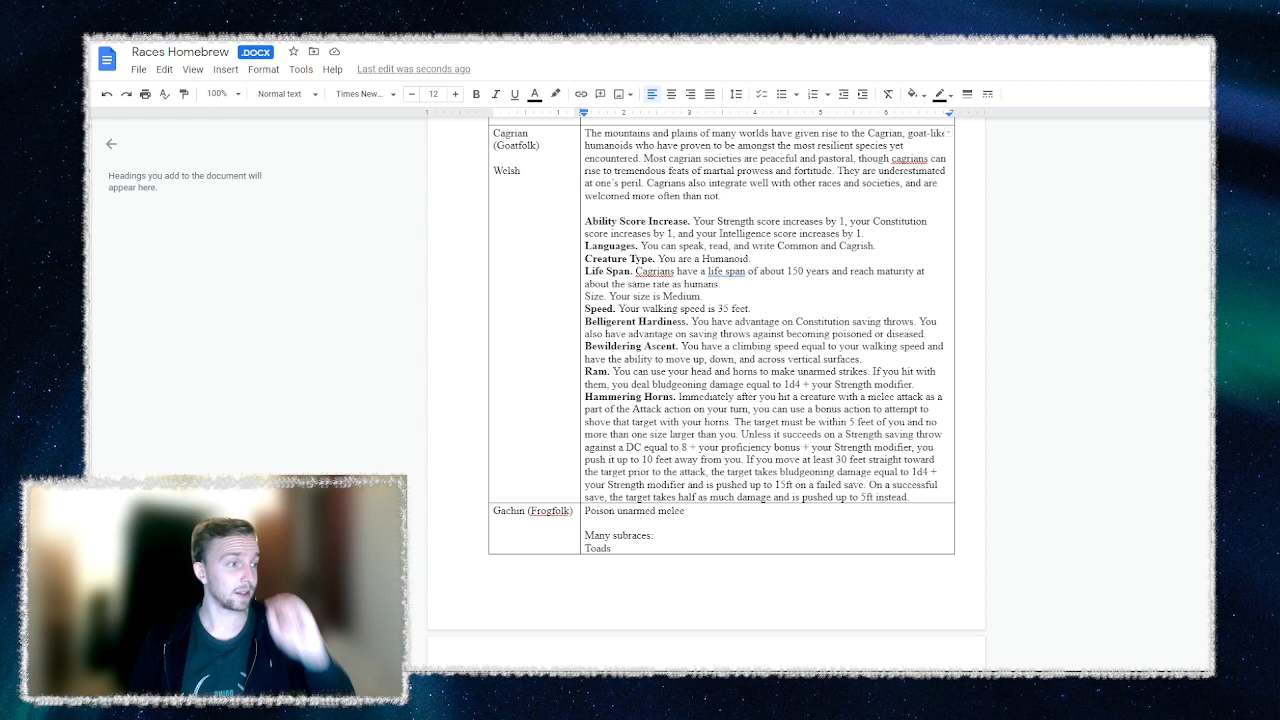 Races Homebrew .DOCX
File Edit View Insert Format Tools Help Last edit was seconds ago
100% Normal text Times New... 12 B I U A
1 1 2 3 4 5 6 7
Headings you add to the document will
appear here.
Cagrian
(Goatfolk)
Welsh
The mountains and plains of many worlds have given rise to the Cagrian, goat-like
humanoids who have proven to be amongst the most resilient species yet
encountered. Most cagrian societies are peaceful and pastoral, though cagrians can
rise to tremendous feats of martial prowess and fortitude. They are underestimated
at one's peril. Cagrians also integrate well with other races and societies, and are
welcomed more often than not.
Ability Score Increase. Your Strength score increases by 1, your Constitution
score increases by 1, and your Intelligence score increases by 1.
Languages. You can speak, read, and write Common and Cagrish.
Creature Type. You are a Humanoid.
Life Span. Cagrians have a life span of about 150 years and reach maturity at
about the same rate as humans.
Size. Your size is Medium.
Speed. Your walking speed is 35 feet.
Belligerent Hardiness. You have advantage on Constitution saving throws. You
also have advantage on saving throws against becoming poisoned or diseased.
Bewildering Ascent. You have a climbing speed equal to your walking speed and
have the ability to move up, down, and across vertical surfaces.
Ram. You can use your head and horns to make unarmed strikes. If you hit with
them, you deal bludgeoning damage equal to 1d4 + your Strength modifier.
Hammering Horns. Immediately after you hit a creature with a melee attack as a
part of the Attack action on your turn, you can use a bonus action to attempt to
shove that target with your horns. The target must be within 5 feet of you and no
more than one size larger than you. Unless it succeeds on a Strength saving throw
against a DC equal to 8 + your proficiency bonus + your Strength modifier, you
push it up to 10 feet away from you. If you move at least 30 feet straight toward
the target prior to the attack, the target takes bludgeoning damage equal to 1d4 +
your Strength modifier and is pushed up to 15ft on a failed save. On a successful
save, the target takes half as much damage and is pushed up to 5ft instead.
Gachin (Frogfolk)
Poison unarmed melee
Many subraces:
Toads